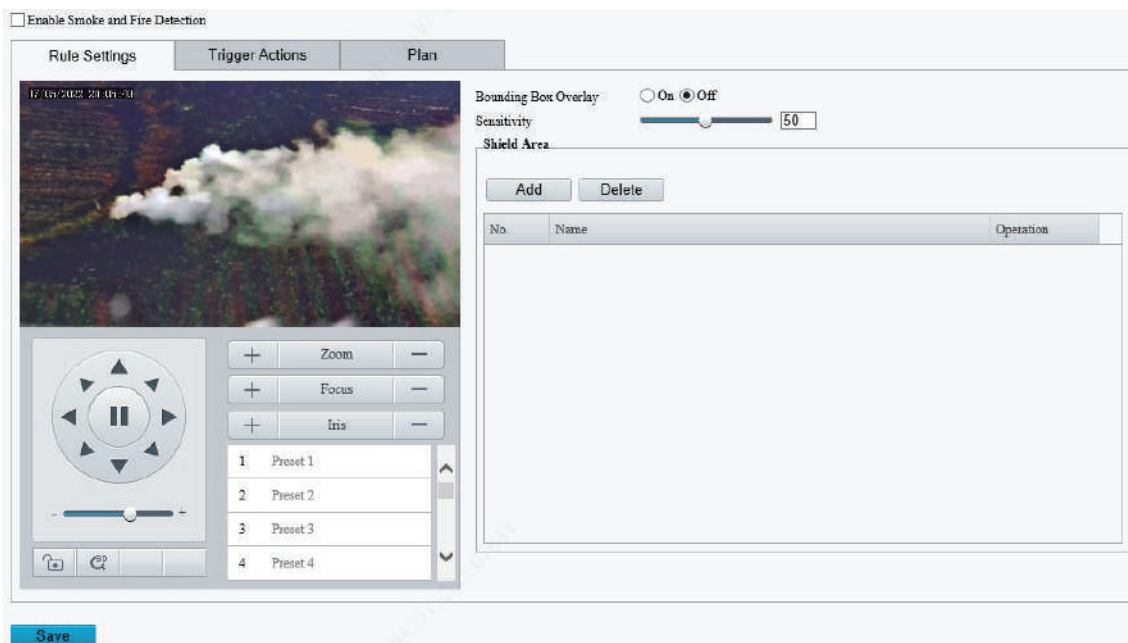 Enable Smoke and Fire Detection
Rule Settings
Trigger Actions
Plan
Bounding Box Overlay
On
Off
Sensitivity
50
Shield Area
Add
Delete
No.
Name
Operation
+ Zoom −
+ Focus −
+ Iris −
1 Preset 1
2 Preset 2
3 Preset 3
4 Preset 4
- +
Save